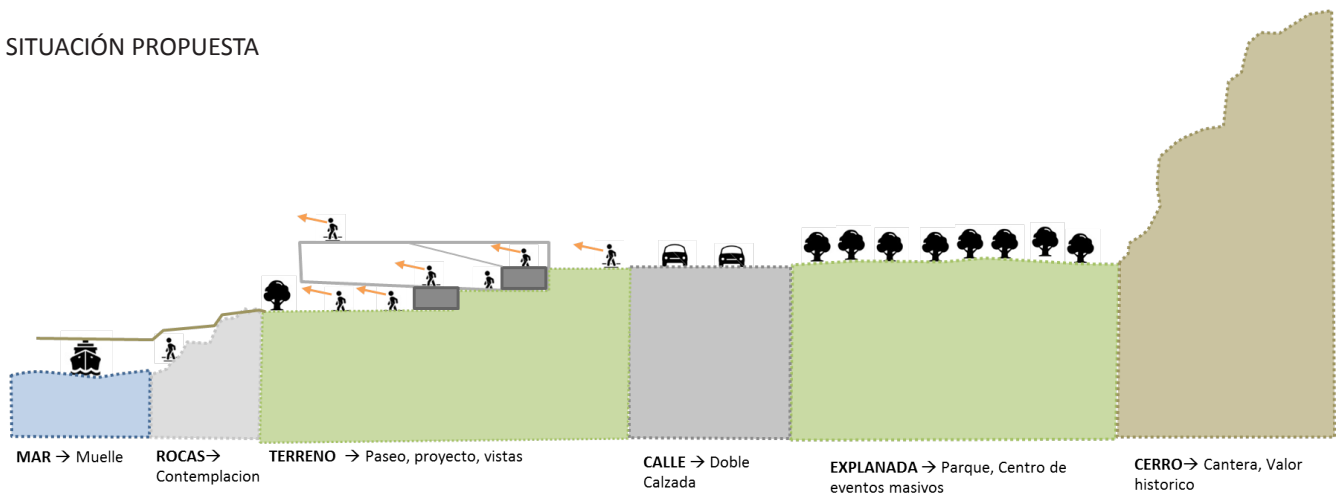 SITUACIÓN PROPUESTA
MAR → Muelle
ROCAS→
Contemplacion
TERRENO → Paseo, proyecto, vistas
CALLE → Doble
Calzada
EXPLANADA → Parque, Centro de
eventos masivos
CERRO→ Cantera, Valor
historico